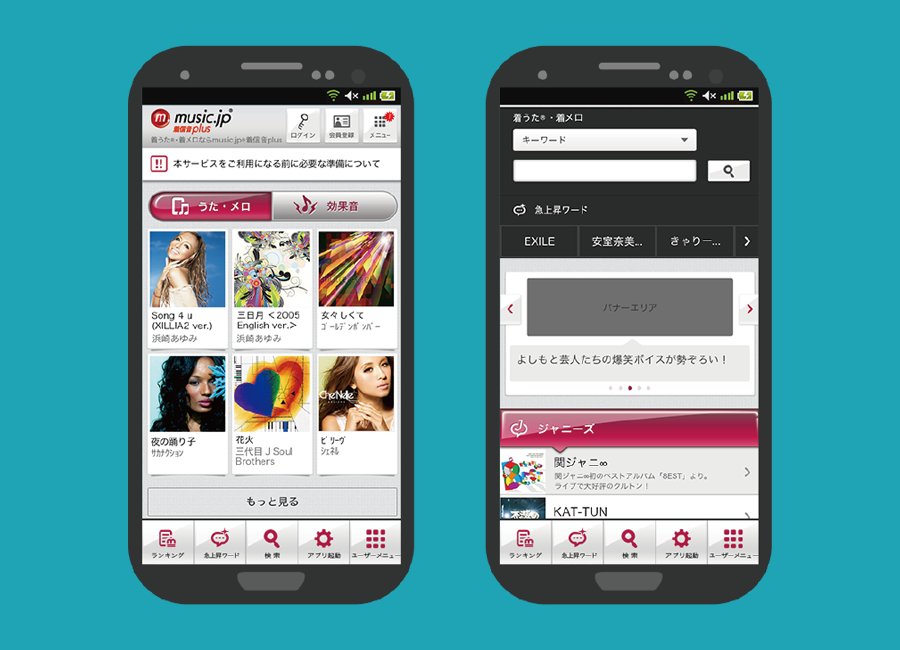 music.jp®
着信音plus
着うた®・着メロならmusic.jp®着信音plus
ログイン
会員登録
メニュー
!! 本サービスをご利用になる前に必要な準備について
うた・メロ
効果音
Song 4 u
(XILLIA2 ver.)
浜崎あゆみ
三日月 <2005
English ver.>
浜崎あゆみ
女々しくて
ゴールデンボンバー
夜の踊り子
サカナクション
花火
三代目 J Soul
Brothers
CheNelle
ビリーヴ
シェネル
もっと見る
ランキング
急上昇ワード
検索
アプリ起動
ユーザーメニュー
着うた®・着メロ
キーワード
急上昇ワード
EXILE
安室奈美...
きゃりー...
バナーエリア
よしもと芸人たちの爆笑ボイスが勢ぞろい！
ジャニーズ
関ジャニ∞
関ジャニ∞初のベストアルバム「8EST」より。
ライブで大好評のクルトン！
KAT-TUN
ランキング
急上昇ワード
検索
アプリ起動
ユーザーメニュー